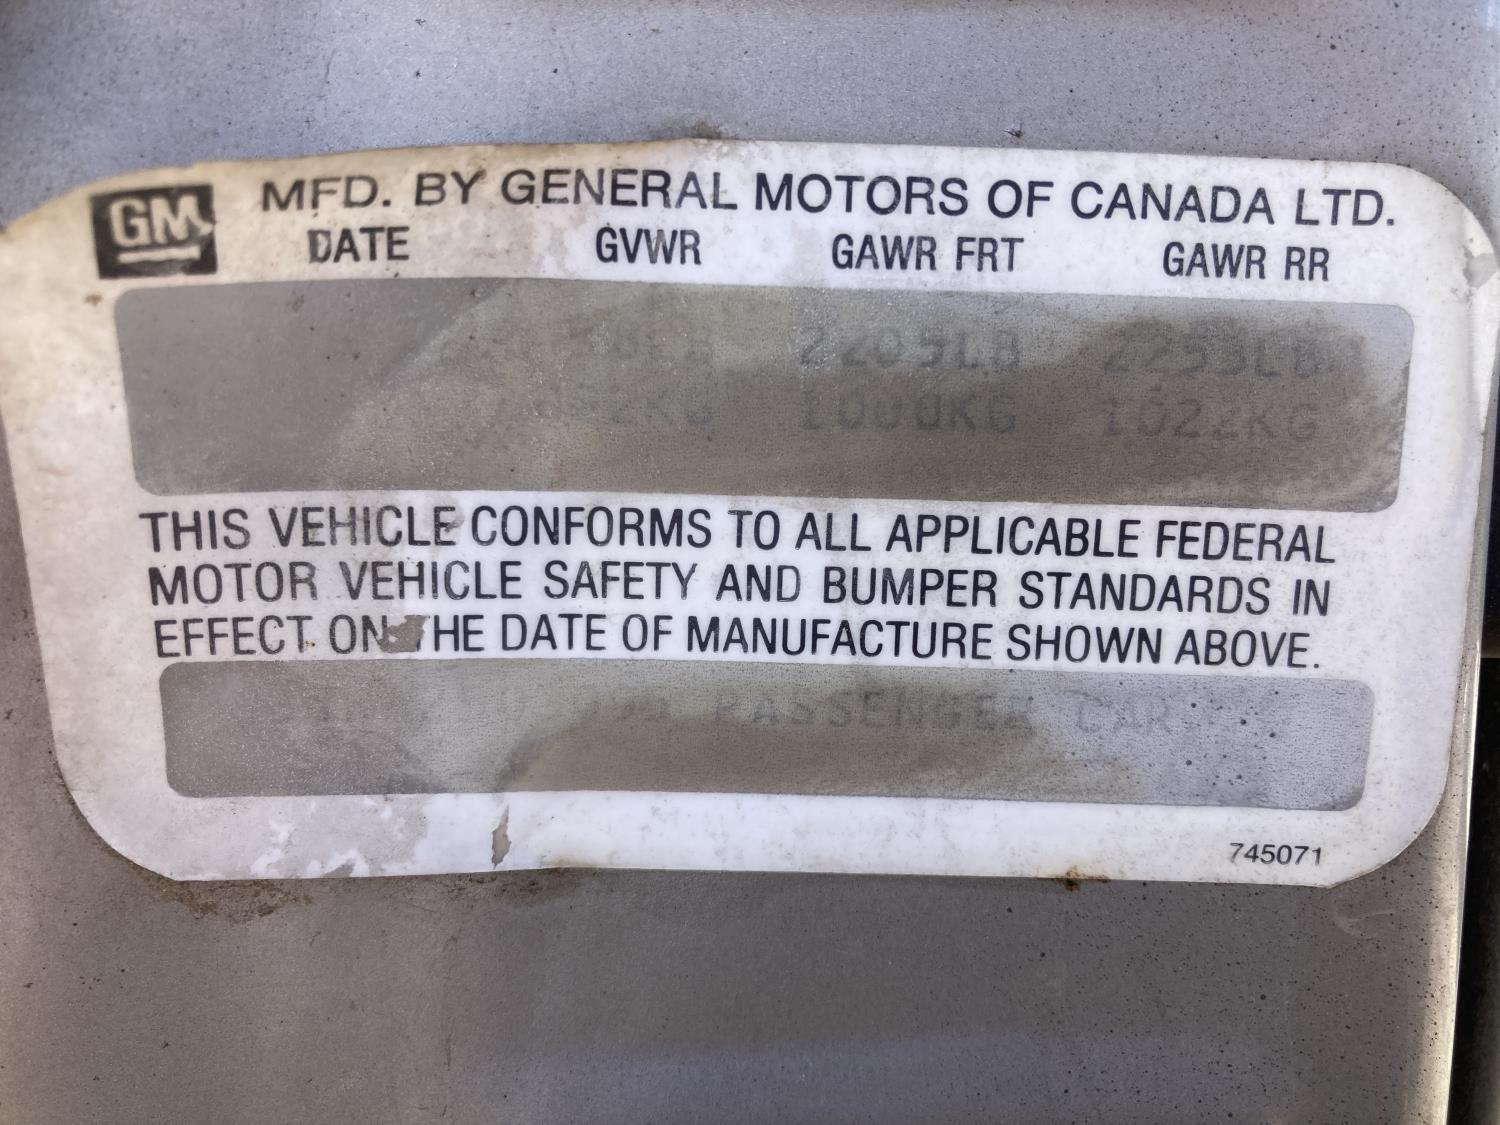 GM
MFD. BY GENERAL MOTORS OF CANADA LTD.
DATE GVWR GAWR FRT GAWR RR
2205LB 2253LB
1000KG 1022KG
THIS VEHICLE CONFORMS TO ALL APPLICABLE FEDERAL
MOTOR VEHICLE SAFETY AND BUMPER STANDARDS IN
EFFECT ON THE DATE OF MANUFACTURE SHOWN ABOVE.
PASSENGER CAR
745071